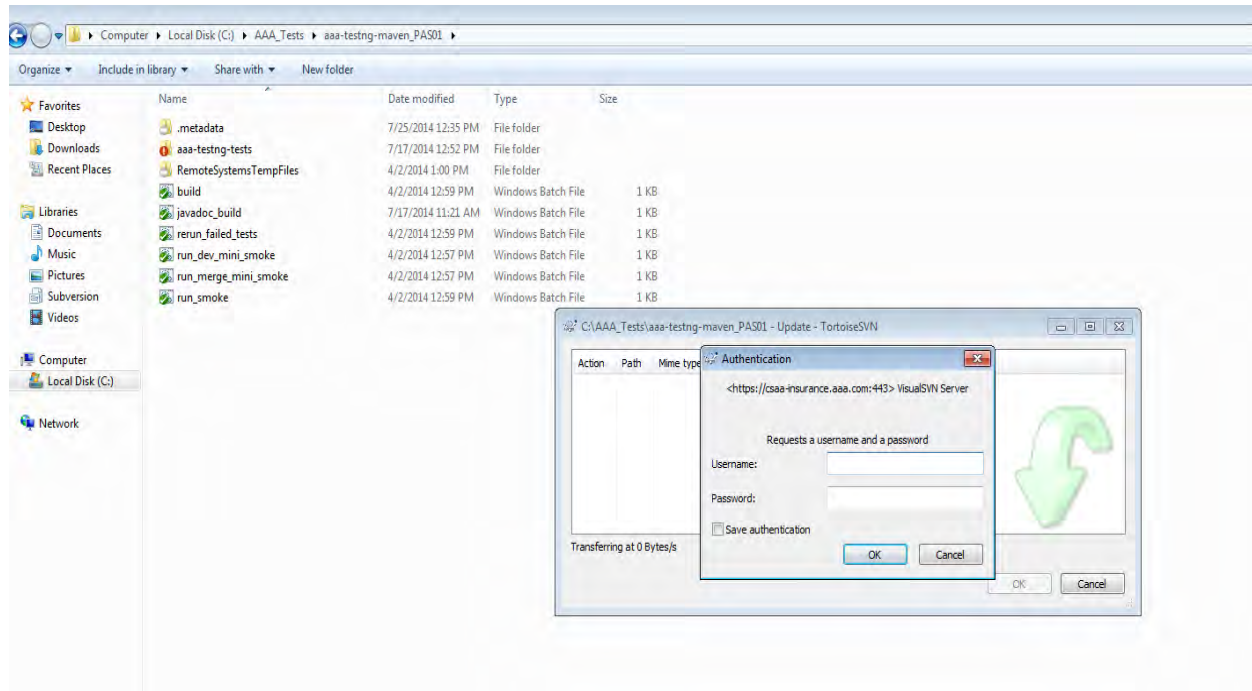 Computer ▸ Local Disk (C:) ▸ AAA_Tests ▸ aaa-testng-maven_PAS01 ▸
Organize Include in library Share with New folder
Favorites
Desktop
Downloads
Recent Places
Libraries
Documents
Music
Pictures
Subversion
Videos
Computer
Local Disk (C:)
Network
Name Date modified Type Size
.metadata 7/25/2014 12:35 PM File folder
aaa-testng-tests 7/17/2014 12:52 PM File folder
RemoteSystemsTempFiles 4/2/2014 1:00 PM File folder
build 4/2/2014 12:59 PM Windows Batch File 1 KB
javadoc_build 7/17/2014 11:21 AM Windows Batch File 1 KB
rerun_failed_tests 4/2/2014 12:59 PM Windows Batch File 1 KB
run_dev_mini_smoke 4/2/2014 12:57 PM Windows Batch File 1 KB
run_merge_mini_smoke 4/2/2014 12:57 PM Windows Batch File 1 KB
run_smoke 4/2/2014 12:59 PM Windows Batch File 1 KB
C:\AAA_Tests\aaa-testng-maven_PAS01 - Update - TortoiseSVN
Action Path Mime type
Authentication
<https://csaa-insurance.aaa.com:443> VisualSVN Server
Requests a username and a password
Username:
Password:
Save authentication
OK Cancel
Transferring at 0 Bytes/s
OK Cancel